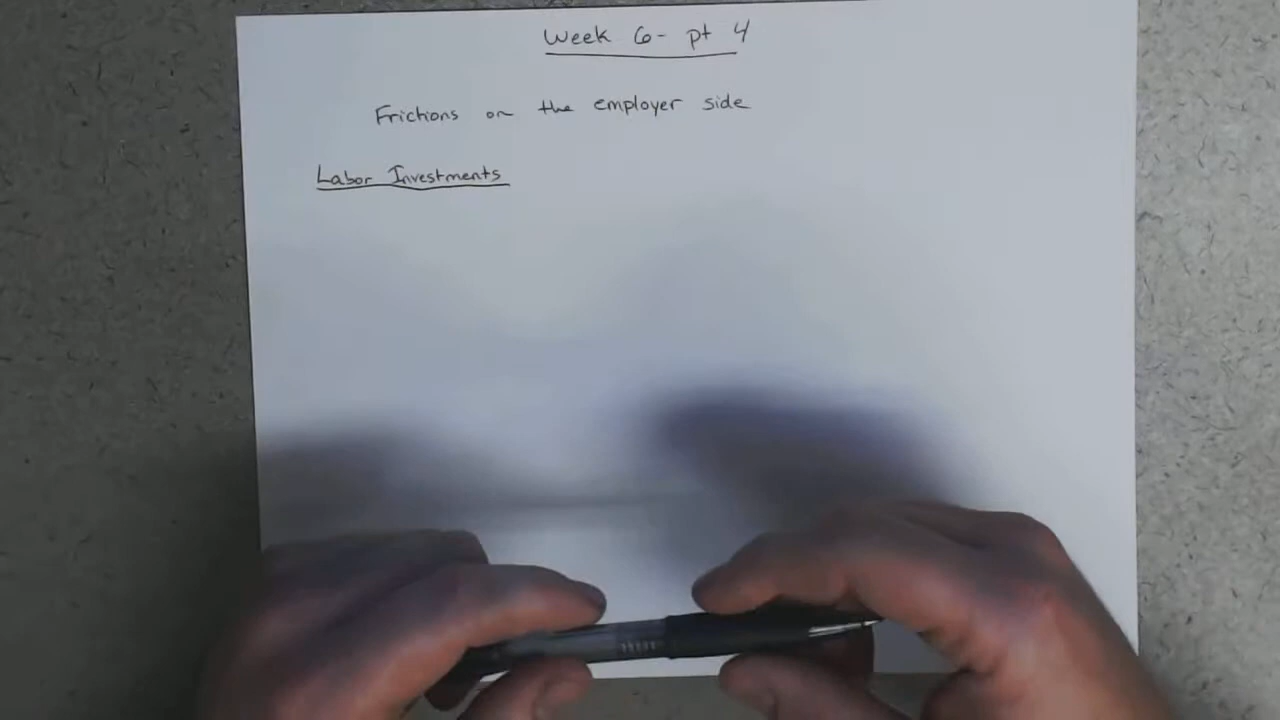 Week 6- pt 4
Frictions on the employer side
Labor Investments